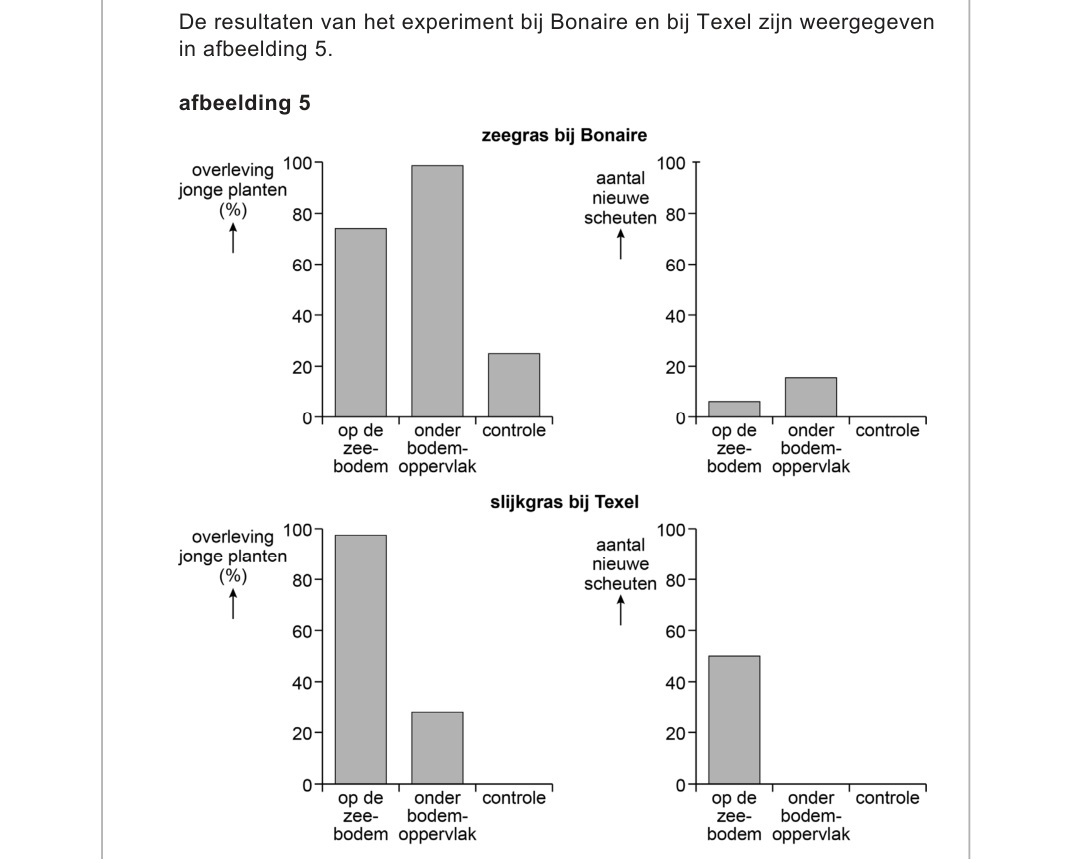 De resultaten van het experiment bij Bonaire en bij Texel zijn weergegeven
in afbeelding 5.
afbeelding 5
zeegras bij Bonaire
overleving
jonge planten
(%)
100
80
60
40
20
0
op de
zee-
bodem
onder
bodem-
oppervlak
controle
aantal
nieuwe
scheuten
100
80
60
40
20
0
op de
zee-
bodem
onder
bodem-
oppervlak
controle
slijkgras bij Texel
overleving
jonge planten
(%)
100
80
60
40
20
0
op de
zee-
bodem
onder
bodem-
oppervlak
controle
aantal
nieuwe
scheuten
100
80
60
40
20
0
op de
zee-
bodem
onder
bodem-
oppervlak
controle